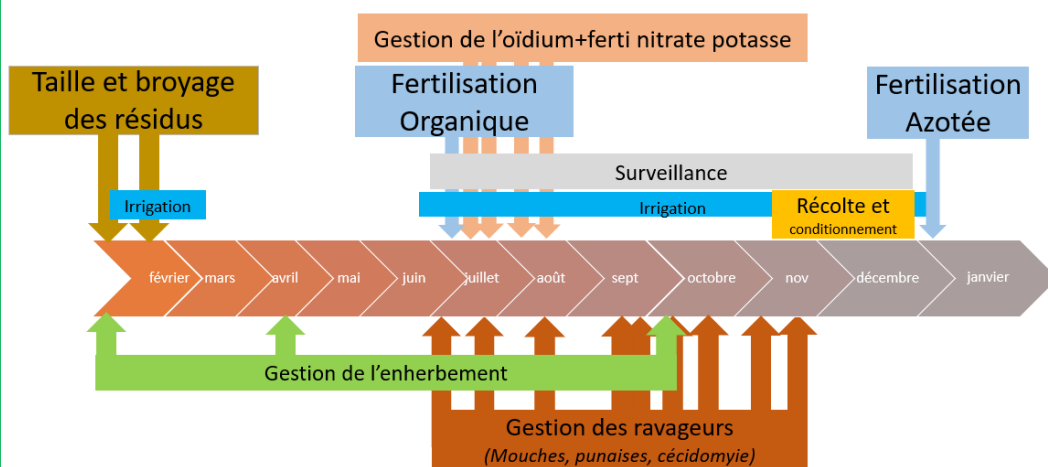 Gestion de l'oïdium+ferti nitrate potasse
Taille et broyage
des résidus
Fertilisation
Organique
Fertilisation
Azotée
Surveillance
Irrigation
Irrigation
Récolte et
conditionnement
février
mars
avril
mai
juin
juillet
août
sept
octobre
nov
décembre
janvier
Gestion de l'enherbement
Gestion des ravageurs
(Mouches, punaises, cécidomyie)